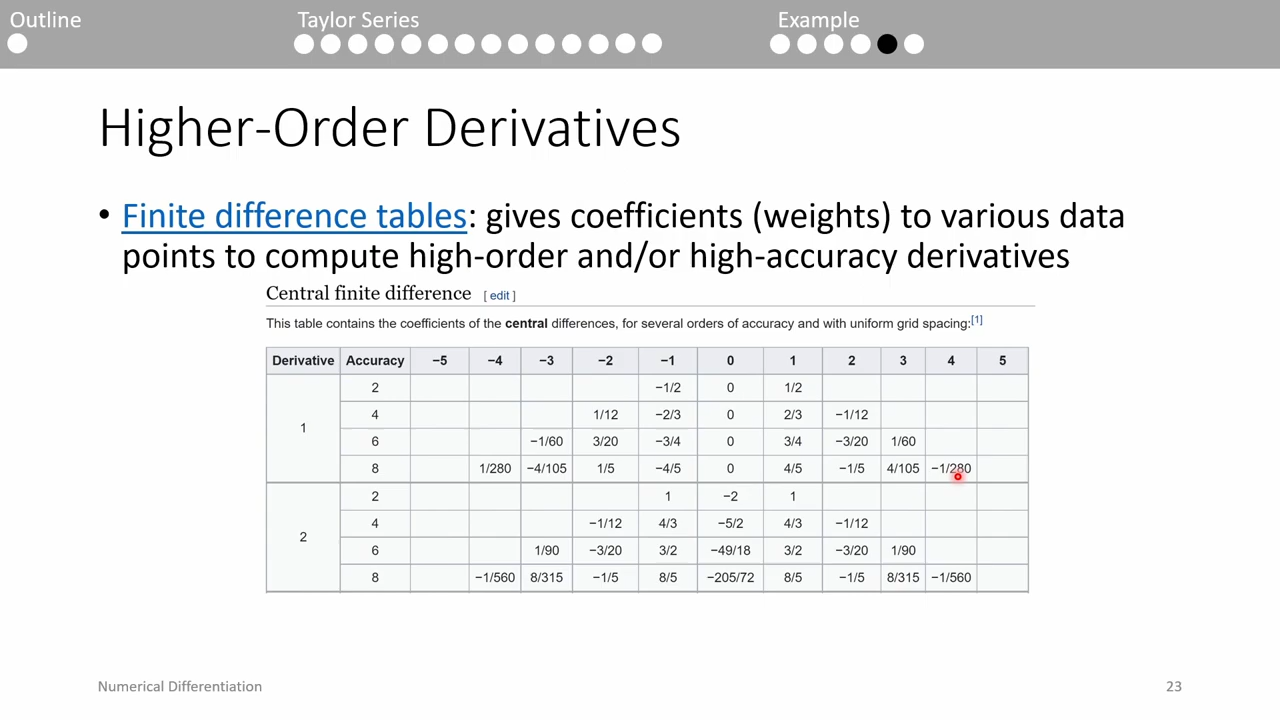 Outline Taylor Series Example
Higher-Order Derivatives
• Finite difference tables: gives coefficients (weights) to various data
points to compute high-order and/or high-accuracy derivatives
Central finite difference [ edit ]
This table contains the coefficients of the central differences, for several orders of accuracy and with uniform grid spacing:[1]
Derivative Accuracy −5 −4 −3 −2 −1 0 1 2 3 4 5
2 −1/2 0 1/2
4 1/12 −2/3 0 2/3 −1/12
1
6 −1/60 3/20 −3/4 0 3/4 −3/20 1/60
8 1/280 −4/105 1/5 −4/5 0 4/5 −1/5 4/105 −1/280
2 1 −2 1
4 −1/12 4/3 −5/2 4/3 −1/12
2
6 1/90 −3/20 3/2 −49/18 3/2 −3/20 1/90
8 −1/560 8/315 −1/5 8/5 −205/72 8/5 −1/5 8/315 −1/560
Numerical Differentiation 23